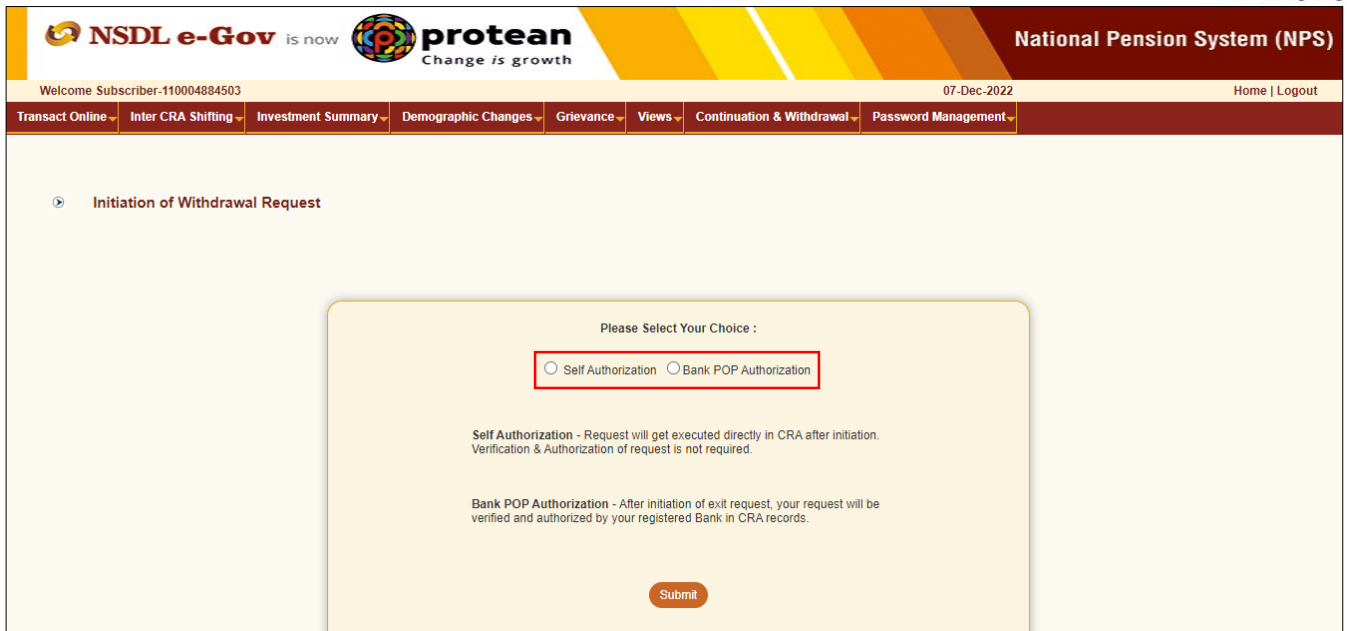 NSDL e-Gov is now protean
Change is growth
National Pension System (NPS)
Welcome Subscriber-110004884503 07-Dec-2022 Home | Logout
Transact Online Inter CRA Shifting Investment Summary Demographic Changes Grievance Views Continuation & Withdrawal Password Management
Initiation of Withdrawal Request
Please Select Your Choice :
Self Authorization Bank POP Authorization
Self Authorization - Request will get executed directly in CRA after initiation.
Verification & Authorization of request is not required.
Bank POP Authorization - After initiation of exit request, your request will be
verified and authorized by your registered Bank in CRA records.
Submit